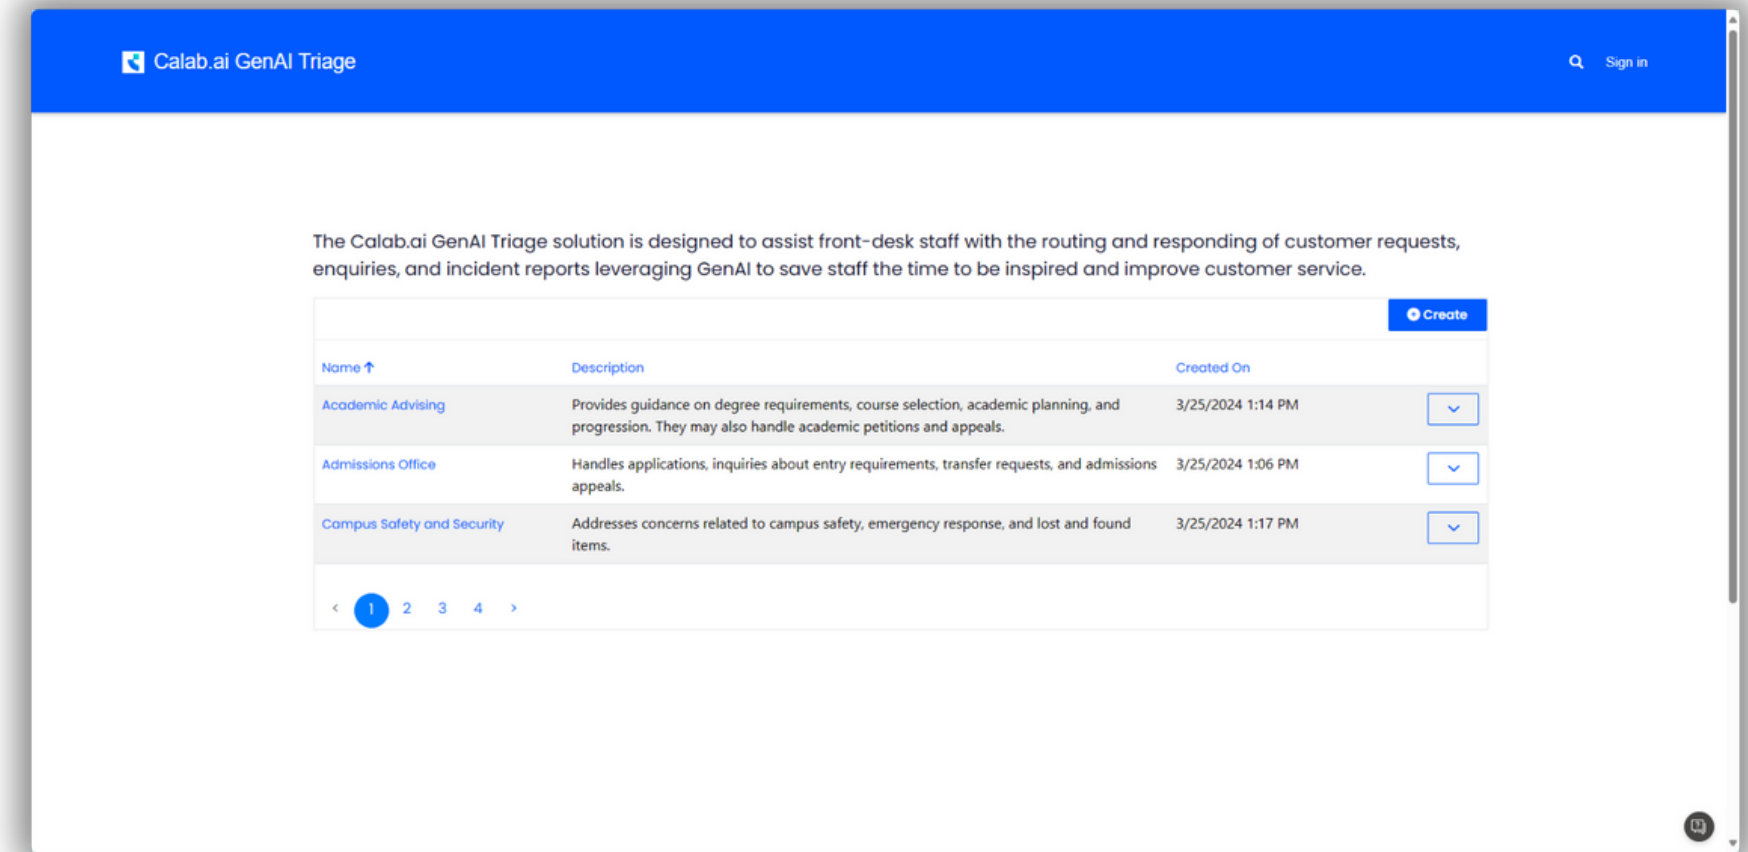 Calab.ai GenAI Triage
Sign in
The Calab.ai GenAI Triage solution is designed to assist front-desk staff with the routing and responding of customer requests,
enquiries, and incident reports leveraging GenAI to save staff the time to be inspired and improve customer service.
Create
Name Description Created On
Academic Advising Provides guidance on degree requirements, course selection, academic planning, and 3/25/2024 1:14 PM
progression. They may also handle academic petitions and appeals.
Admissions Office Handles applications, inquiries about entry requirements, transfer requests, and admissions 3/25/2024 1:06 PM
appeals.
Campus Safety and Security Addresses concerns related to campus safety, emergency response, and lost and found 3/25/2024 1:17 PM
items.
1 2 3 4